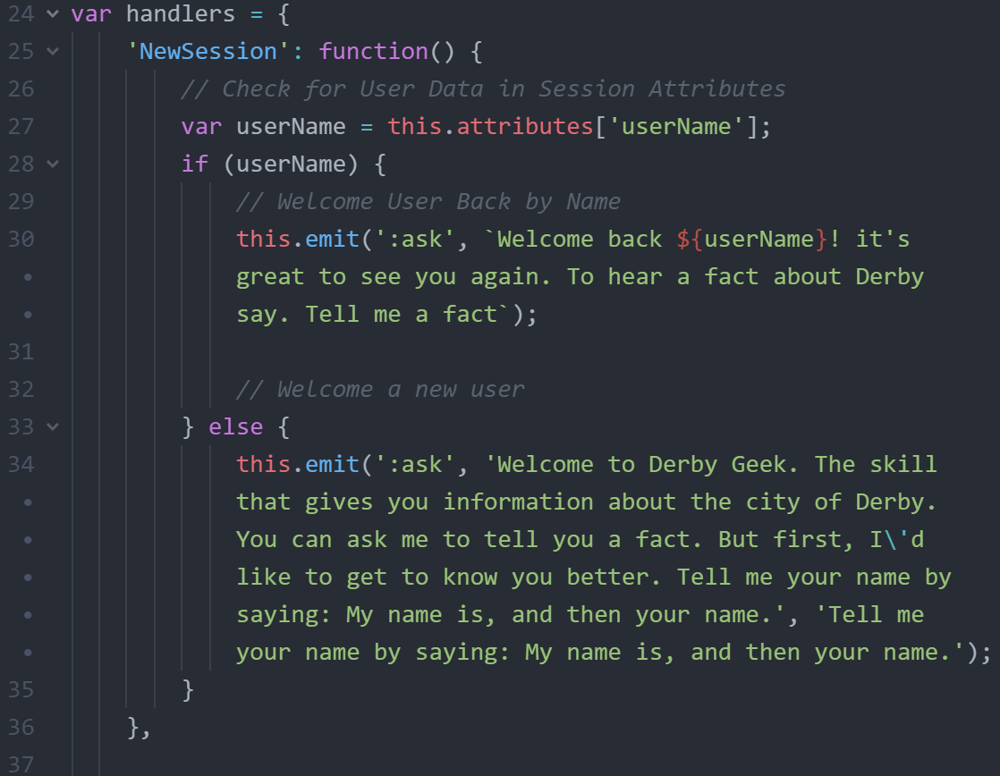 24 var handlers = {
25 'NewSession': function() {
26 // Check for User Data in Session Attributes
27 var userName = this.attributes['userName'];
28 if (userName) {
29 // Welcome User Back by Name
30 this.emit(':ask', `Welcome back ${userName}! it's
• great to see you again. To hear a fact about Derby
• say. Tell me a fact`);
31
32 // Welcome a new user
33 } else {
34 this.emit(':ask', 'Welcome to Derby Geek. The skill
• that gives you information about the city of Derby.
• You can ask me to tell you a fact. But first, I\'d
• like to get to know you better. Tell me your name by
• saying: My name is, and then your name.', 'Tell me
• your name by saying: My name is, and then your name.');
35 }
36 },
37